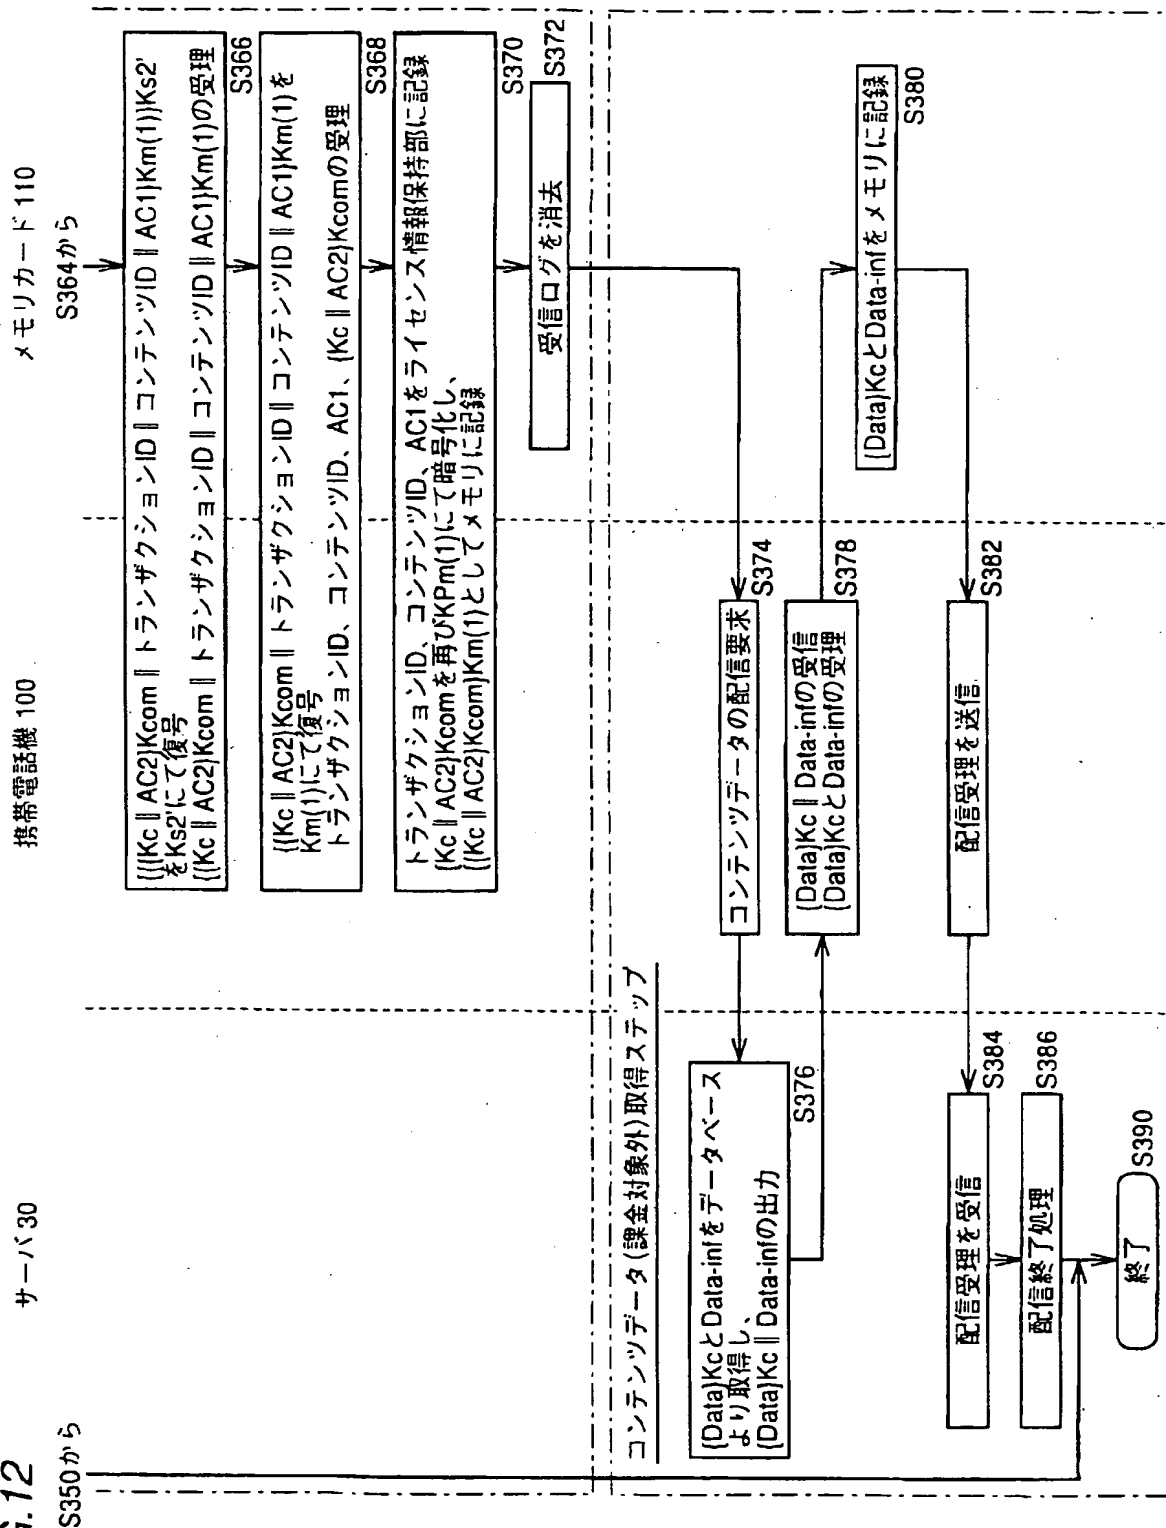 G. 12
サーバ 30
携帯電話機 100
メモリカード 110
S350から
S364から
{{{Kc ‖ AC2}Kcom ‖ トランザクションID ‖ コンテンツID ‖ AC1}Km(1)}Ks2'
をKs2'にて復号
{{Kc ‖ AC2}Kcom ‖ トランザクションID ‖ コンテンツID ‖ AC1}Km(1)の受理
S366
{{Kc ‖ AC2}Kcom ‖ トランザクションID ‖ コンテンツID ‖ AC1}Km(1)を
Km(1)にて復号
トランザクションID、コンテンツID、AC1、{Kc ‖ AC2}Kcomの受理
S368
トランザクションID、コンテンツID、AC1をライセンス情報保持部に記録
{Kc ‖ AC2}Kcomを再びKPm(1)にて暗号化し、
{{Kc ‖ AC2}Kcom}Km(1)としてメモリに記録
S370
受信ログを消去
S372
コンテンツデータ(課金対象外)取得ステップ
コンテンツデータの配信要求
S374
{Data}KcとData-infをデータベース
より取得し、
{Data}Kc ‖ Data-infの出力
S376
{Data}Kc ‖ Data-infの受信
{Data}KcとData-infの受理
S378
{Data}KcとData-infをメモリに記録
S380
配信受理を送信
S382
配信受理を受信
S384
配信終了処理
S386
終了
S390